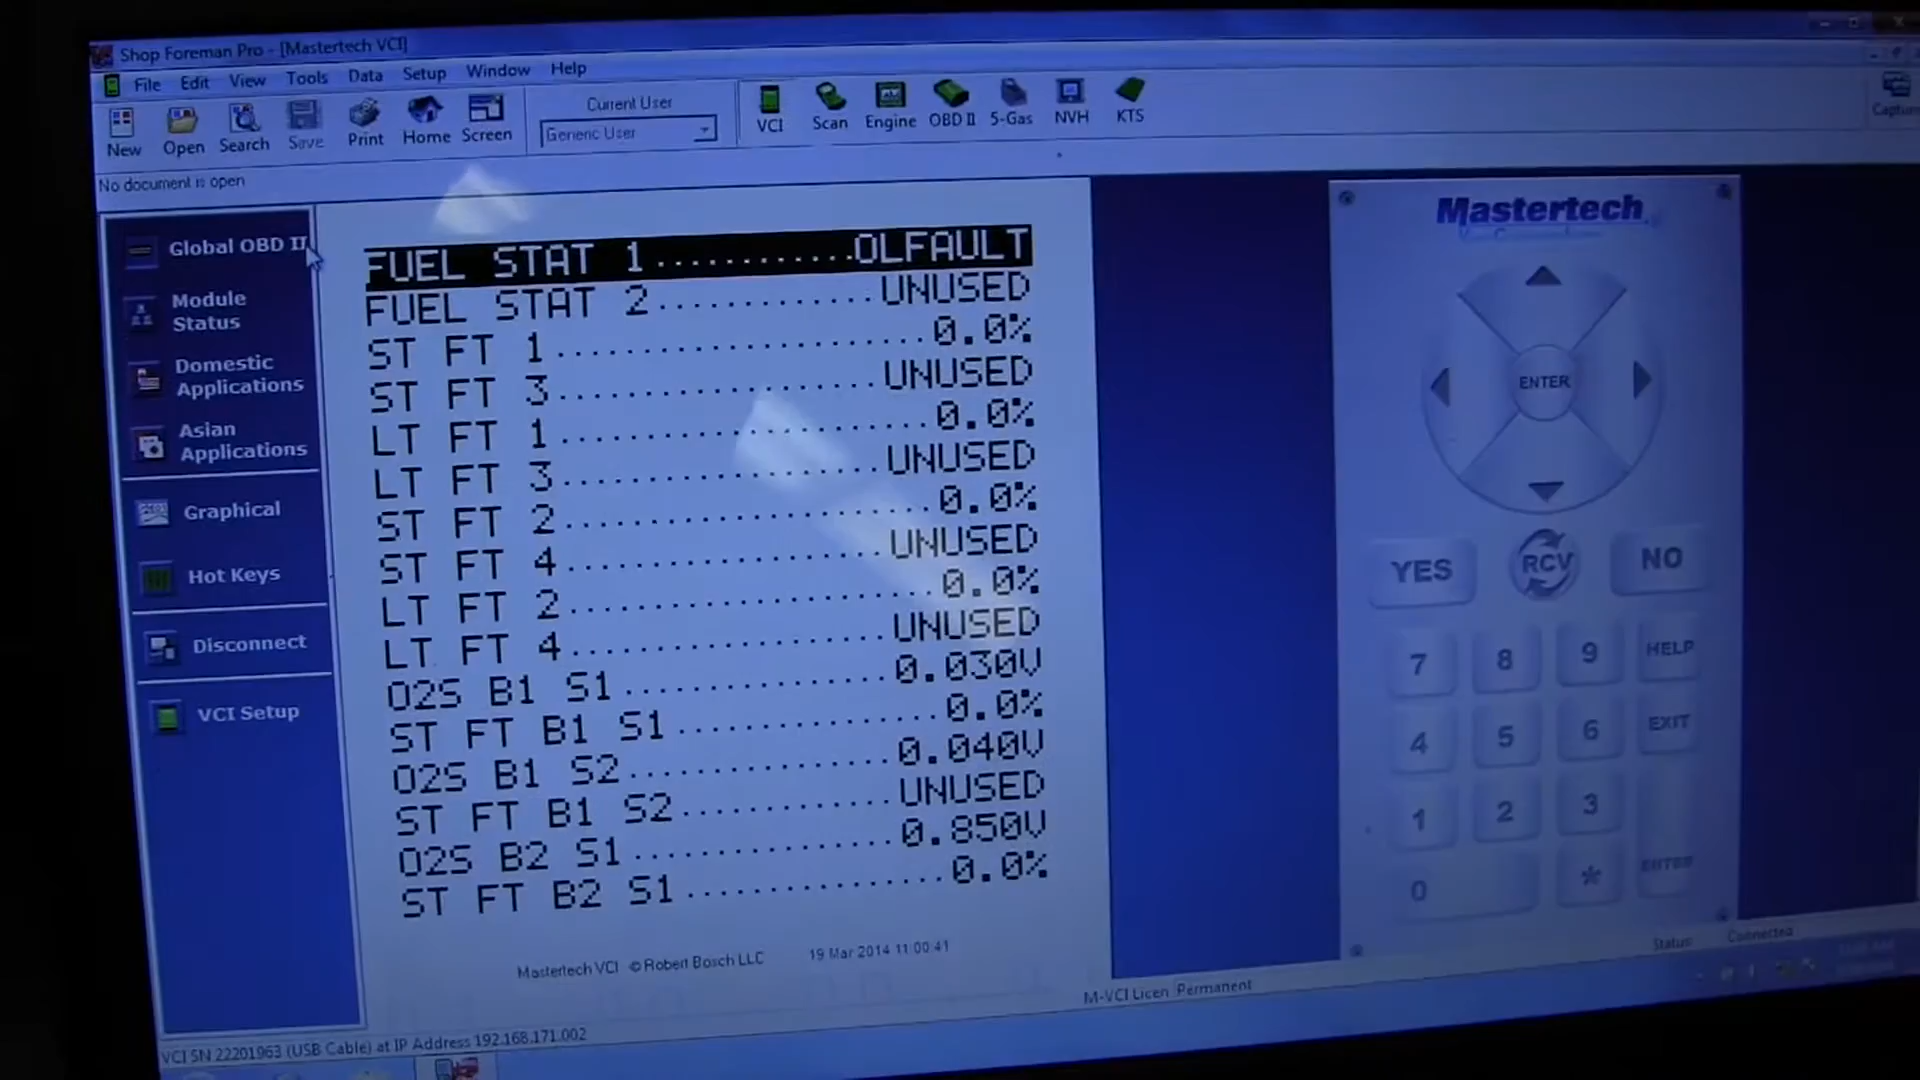 Shop Foreman Pro - [Mastertech VCI]
File Edit View Tools Data Setup Window Help
New Open Search Save Print Home Screen
Current User
Generic User
VCI Scan Engine OBD II 5-Gas NVH KTS
No document is open
Global OBD II
Module
Status
Domestic
Applications
Asian
Applications
Graphical
Hot Keys
Disconnect
VCI Setup
FUEL STAT 1............OLFAULT
FUEL STAT 2............UNUSED
ST FT 1....................0.0%
ST FT 3.................UNUSED
LT FT 1....................0.0%
LT FT 3.................UNUSED
ST FT 2....................0.0%
ST FT 4.................UNUSED
LT FT 2....................0.0%
LT FT 4.................UNUSED
O2S B1 S1..............0.030V
ST FT B1 S1..............0.0%
O2S B1 S2..............0.040V
ST FT B1 S2............UNUSED
O2S B2 S1..............0.850V
ST FT B2 S1..............0.0%
Mastertech VCI © Robert Bosch LLC 19 Mar 2014 11:00:41
Mastertech
ENTER
YES RCV NO
7 8 9 HELP
4 5 6 EXIT
1 2 3
0 * ENTER
Status Connected
M-VCI Licen Permanent
VCI SN 22201963 (USB Cable) at IP Address 192.168.171.002